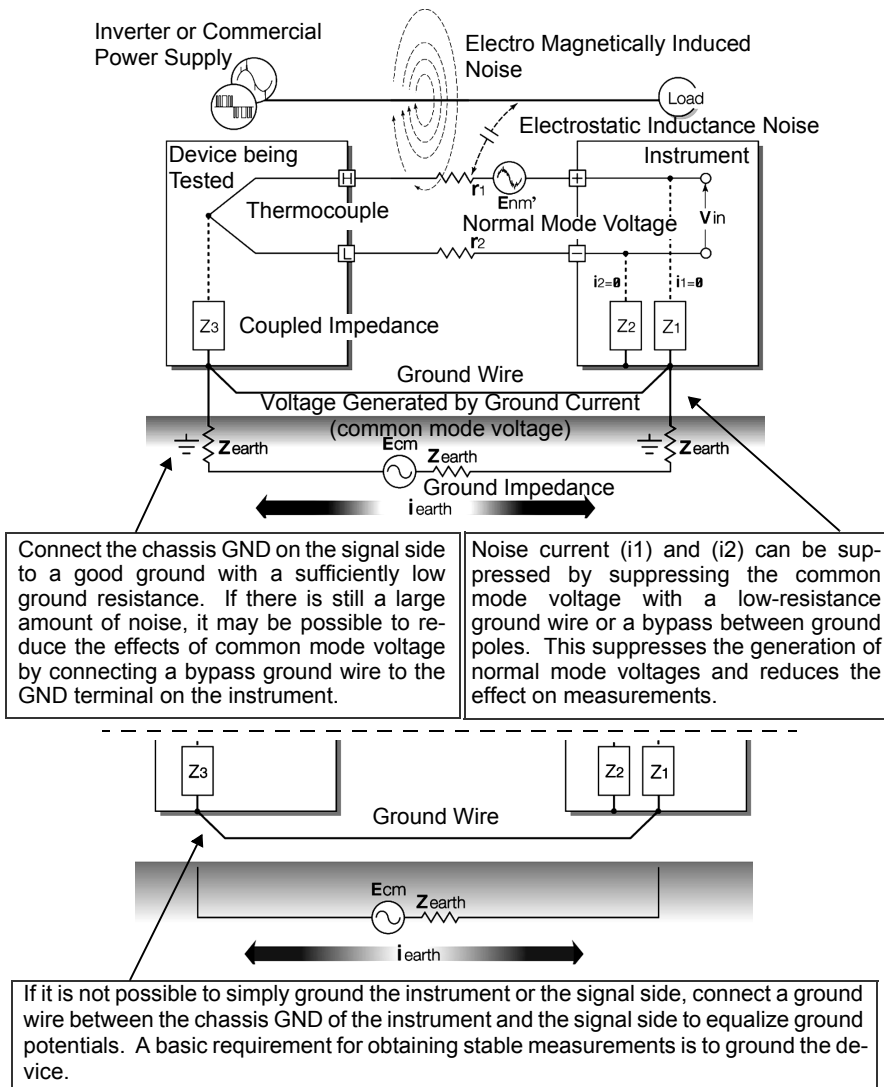 Inverter or Commercial
Power Supply
Electro Magnetically Induced
Noise
Load
Electrostatic Inductance Noise
Device being
Tested
Instrument
H
r1
Enm'
+
Thermocouple
Normal Mode Voltage
Vin
r2
L
−
i2=0
i1=0
Z3
Coupled Impedance
Z2
Z1
Ground Wire
Voltage Generated by Ground Current
(common mode voltage)
Zearth
Ecm
Zearth
Zearth
Ground Impedance
iearth
Connect the chassis GND on the signal side
to a good ground with a sufficiently low
ground resistance. If there is still a large
amount of noise, it may be possible to re-
duce the effects of common mode voltage
by connecting a bypass ground wire to the
GND terminal on the instrument.
Noise current (i1) and (i2) can be sup-
pressed by suppressing the common
mode voltage with a low-resistance
ground wire or a bypass between ground
poles. This suppresses the generation of
normal mode voltages and reduces the
effect on measurements.
Z3
Z2
Z1
Ground Wire
Ecm
Zearth
iearth
If it is not possible to simply ground the instrument or the signal side, connect a ground
wire between the chassis GND of the instrument and the signal side to equalize ground
potentials. A basic requirement for obtaining stable measurements is to ground the de-
vice.